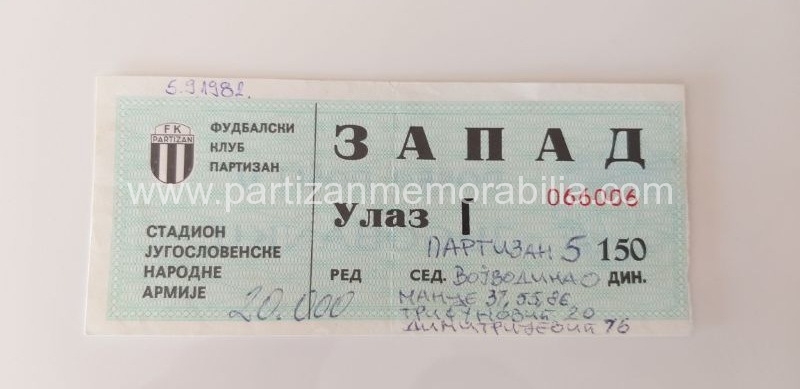 5.9.1982.
FK
PARTIZAN
ФУДБАЛСКИ
КЛУБ
ПАРТИЗАН
СТАДИОН
ЈУГОСЛОВЕНСКЕ
НАРОДНЕ
АРМИЈЕ
20.000
ЗАПАД
066006
Улаз I
ПАРТИЗАН 5 150
РЕД СЕД. ВОЈВОДИНА 0 ДИН.
МАНЦЕ 37, 55, 86
ТРИФУНОВИЋ 20
ДИМИТРИЈЕВИЋ 76
www.partizanmemorabilia.com